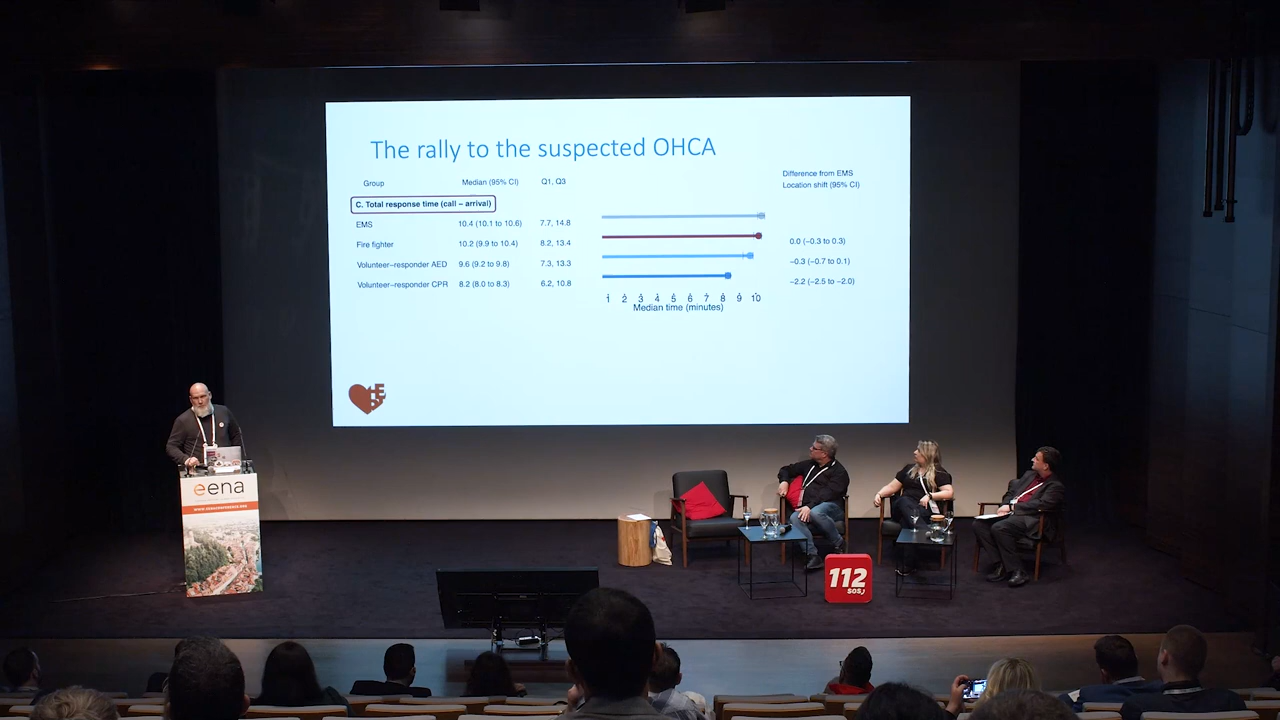 The rally to the suspected OHCA
Group Median (95% CI) Q1, Q3 Difference from EMS
Location shift (95% CI)
C. Total response time (call – arrival)
EMS 10.4 (10.1 to 10.6) 7.7, 14.8
Fire fighter 10.2 (9.9 to 10.4) 8.2, 13.4 0.0 (–0.3 to 0.3)
Volunteer–responder AED 9.6 (9.2 to 9.8) 7.3, 13.3 –0.3 (–0.7 to 0.1)
Volunteer–responder CPR 8.2 (8.0 to 8.3) 6.2, 10.8 –2.2 (–2.5 to –2.0)
1 2 3 4 5 6 7 8 9 10
Median time (minutes)
eena
WWW.EENACONFERENCE.ORG
112
SOS